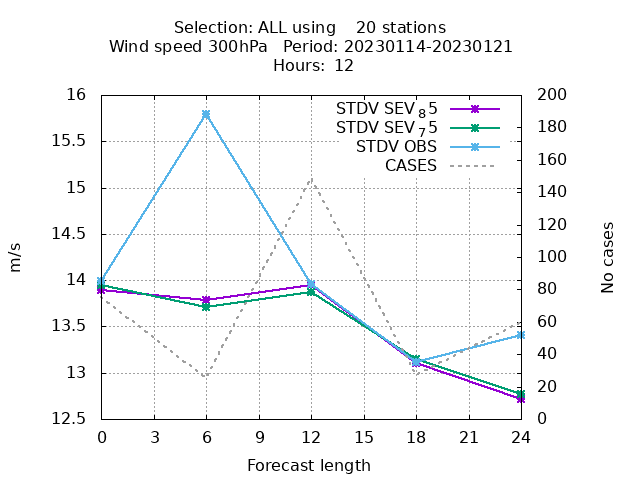 Selection: ALL using    20 stations
Wind speed 300hPa   Period: 20230114-20230121
Hours:  12
STDV SEV₈5
STDV SEV₇5
STDV OBS
CASES
16
15.5
15
14.5
14
13.5
13
12.5
m/s
200
180
160
140
120
100
80
60
40
20
0
No cases
0 3 6 9 12 15 18 21 24
Forecast length